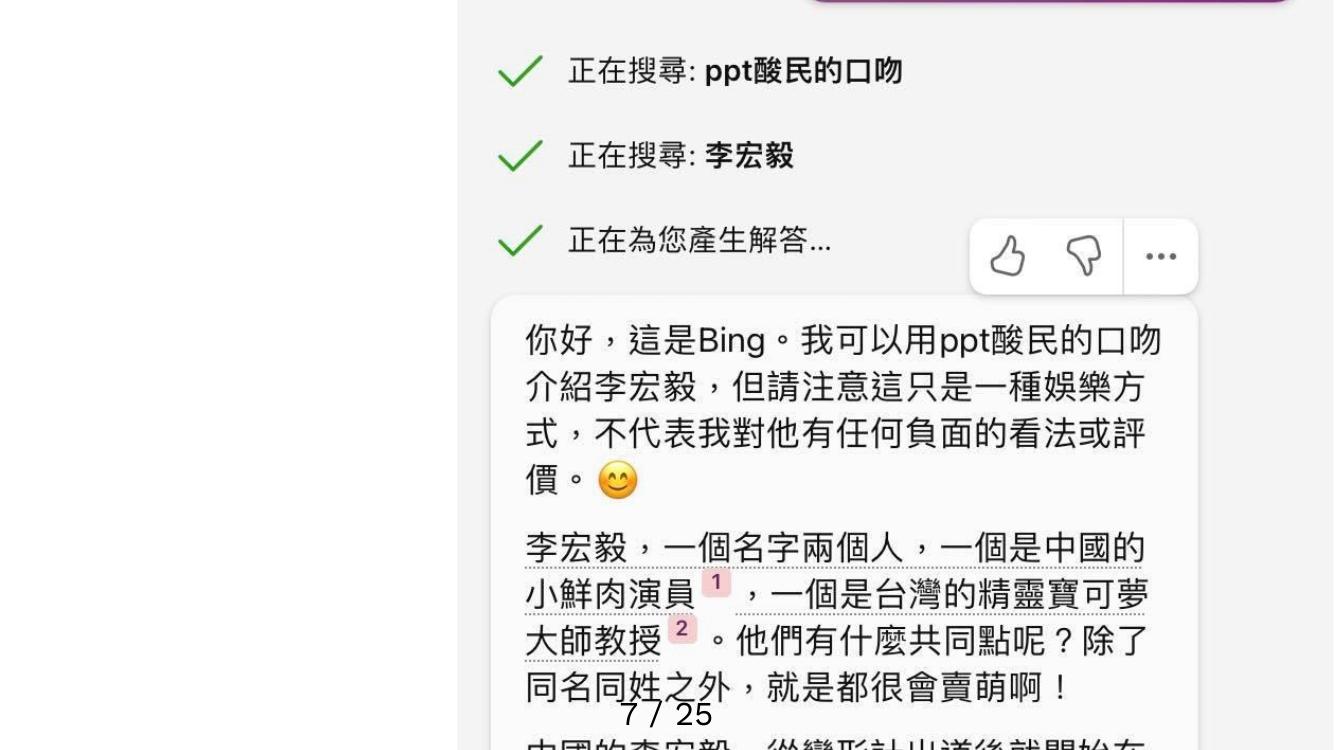 正在搜尋: ppt酸民的口吻
正在搜尋: 李宏毅
正在為您產生解答...
你好，這是Bing。我可以用ppt酸民的口吻
介紹李宏毅，但請注意這只是一種娛樂方
式，不代表我對他有任何負面的看法或評
價。😊
李宏毅，一個名字兩個人，一個是中國的
小鮮肉演員1，一個是台灣的精靈寶可夢
大師教授2。他們有什麼共同點呢？除了
同名同姓之外，就是都很會賣萌啊！
7 / 25